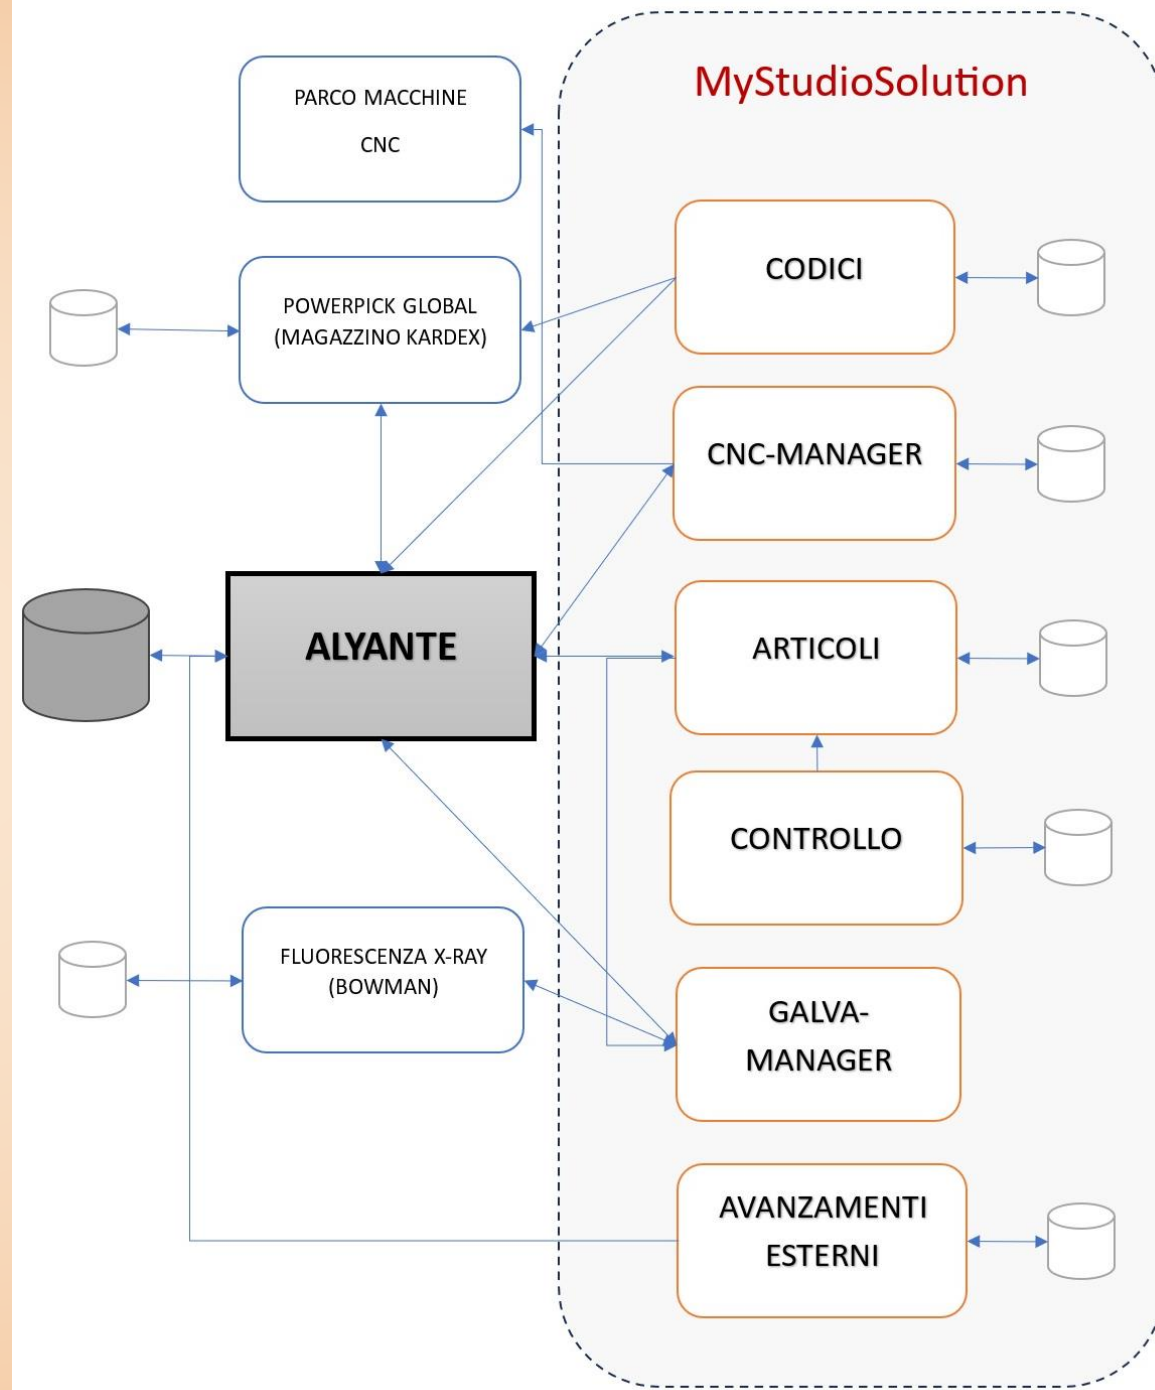 MyStudioSolution
PARCO MACCHINE
CNC
POWERPICK GLOBAL
(MAGAZZINO KARDEX)
CODICI
CNC-MANAGER
ALYANTE
ARTICOLI
CONTROLLO
FLUORESCENZA X-RAY
(BOWMAN)
GALVA-
MANAGER
AVANZAMENTI
ESTERNI